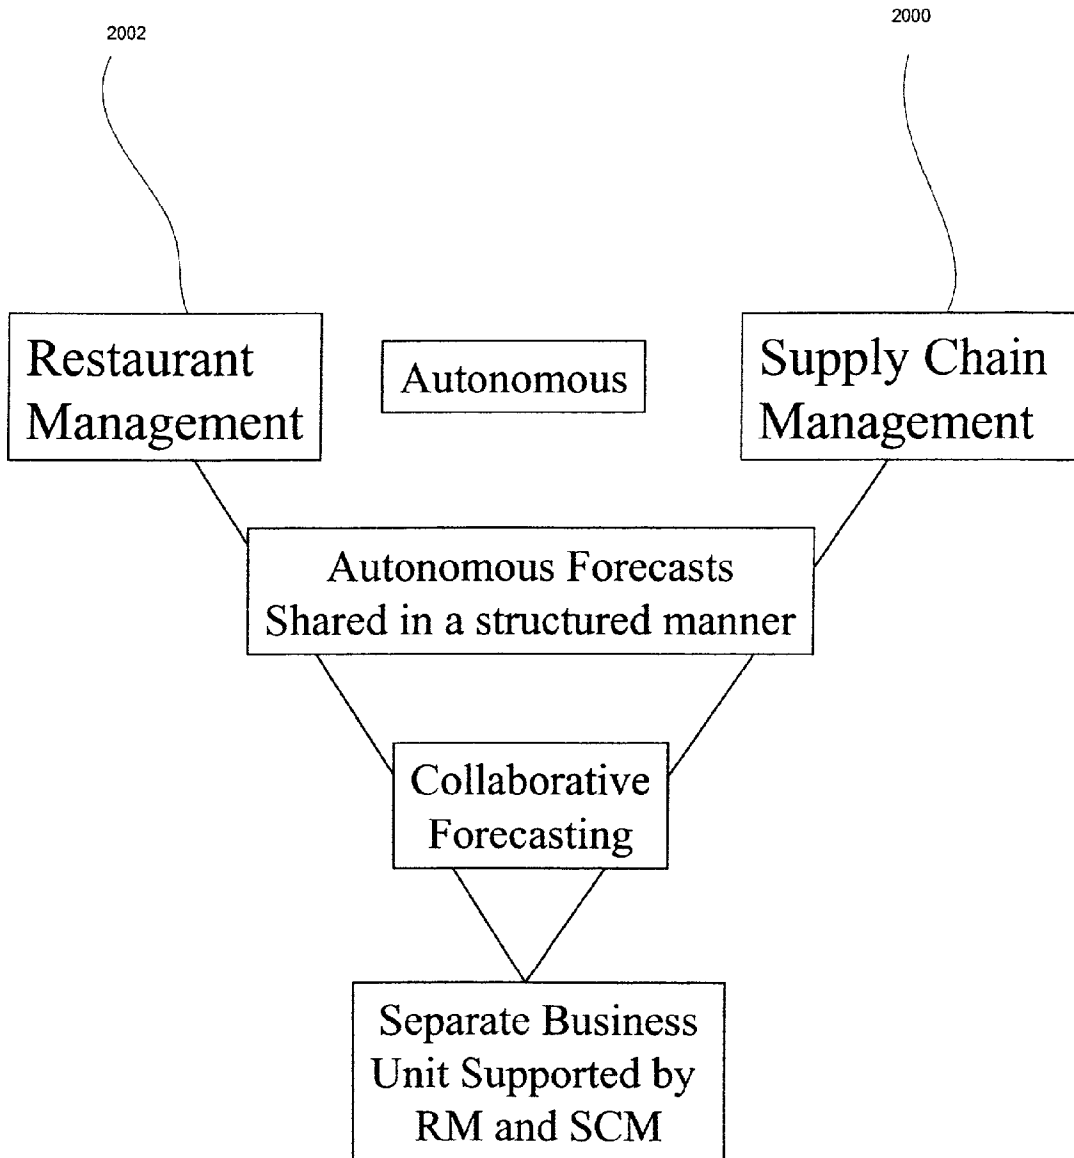 2002
2000
Restaurant
Management
Autonomous
Supply Chain
Management
Autonomous Forecasts
Shared in a structured manner
Collaborative
Forecasting
Separate Business
Unit Supported by
RM and SCM